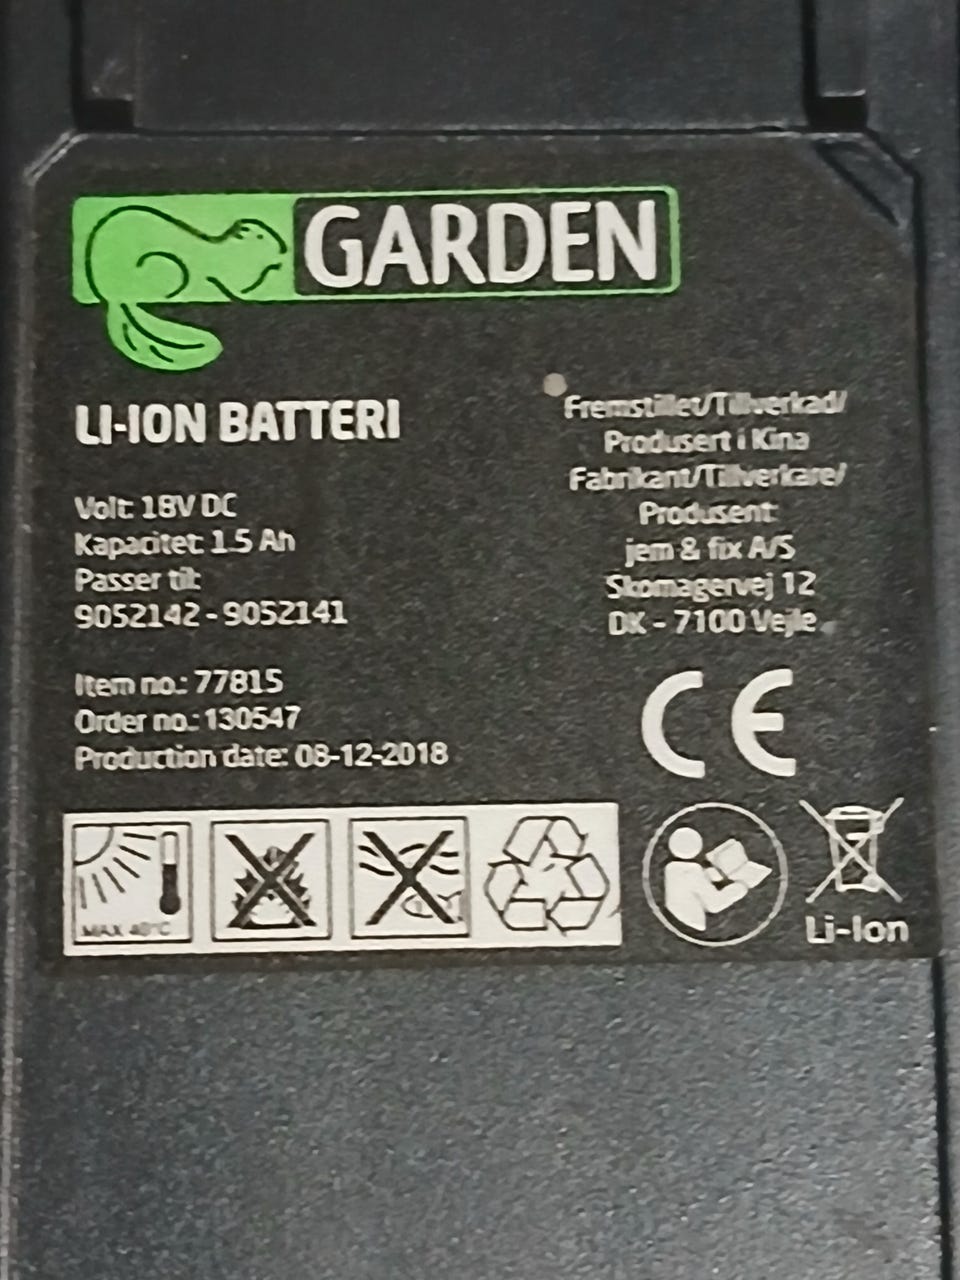 GARDEN
LI-ION BATTERI
Volt: 18V DC
Kapacitet: 1.5 Ah
Passer til:
9052142 - 9052141
Item no.: 77815
Order no.: 130547
Production date: 08-12-2018
Fremstillet/Tillverkad/
Produsert i Kina
Fabrikant/Tillverkare/
Produsent:
jem & fix A/S
Skomagervej 12
DK - 7100 Vejle
CE
MAX 40°C
Li-Ion